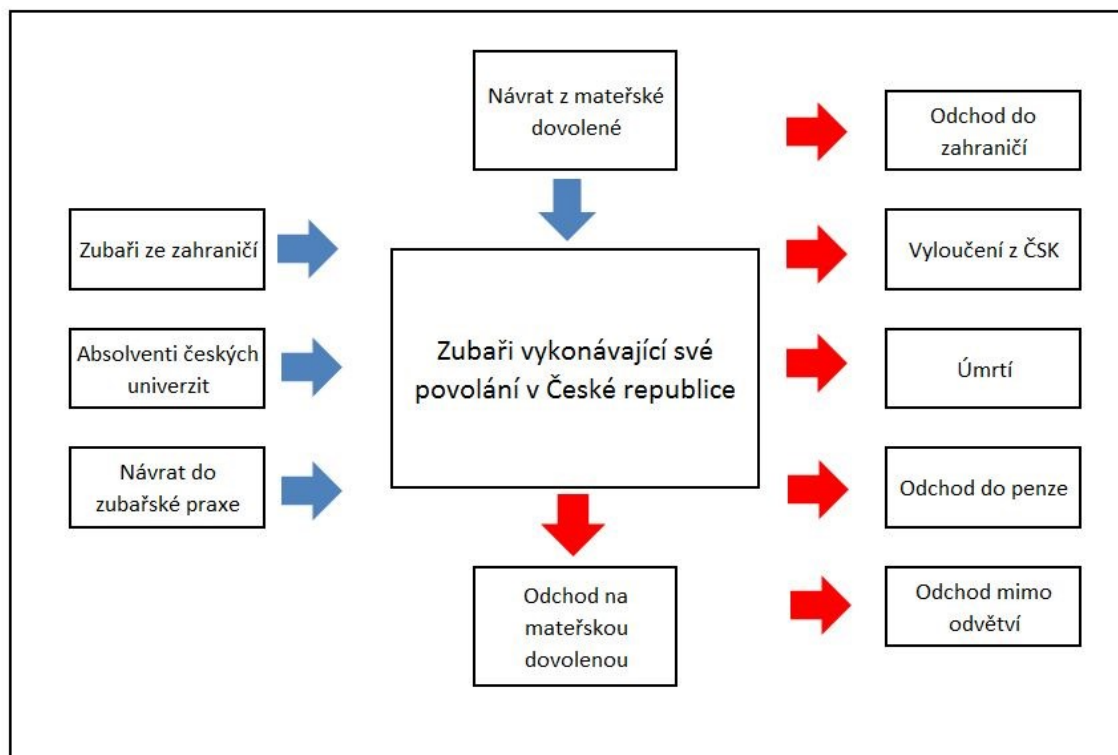 Návrat z mateřské
dovolené
Odchod do
zahraničí
Zubaři ze zahraničí
Vyloučení z ČSK
Absolventi českých
univerzit
Zubaři vykonávající své
povolání v České republice
Úmrtí
Návrat do
zubařské praxe
Odchod do penze
Odchod na
mateřskou
dovolenou
Odchod mimo
odvětví